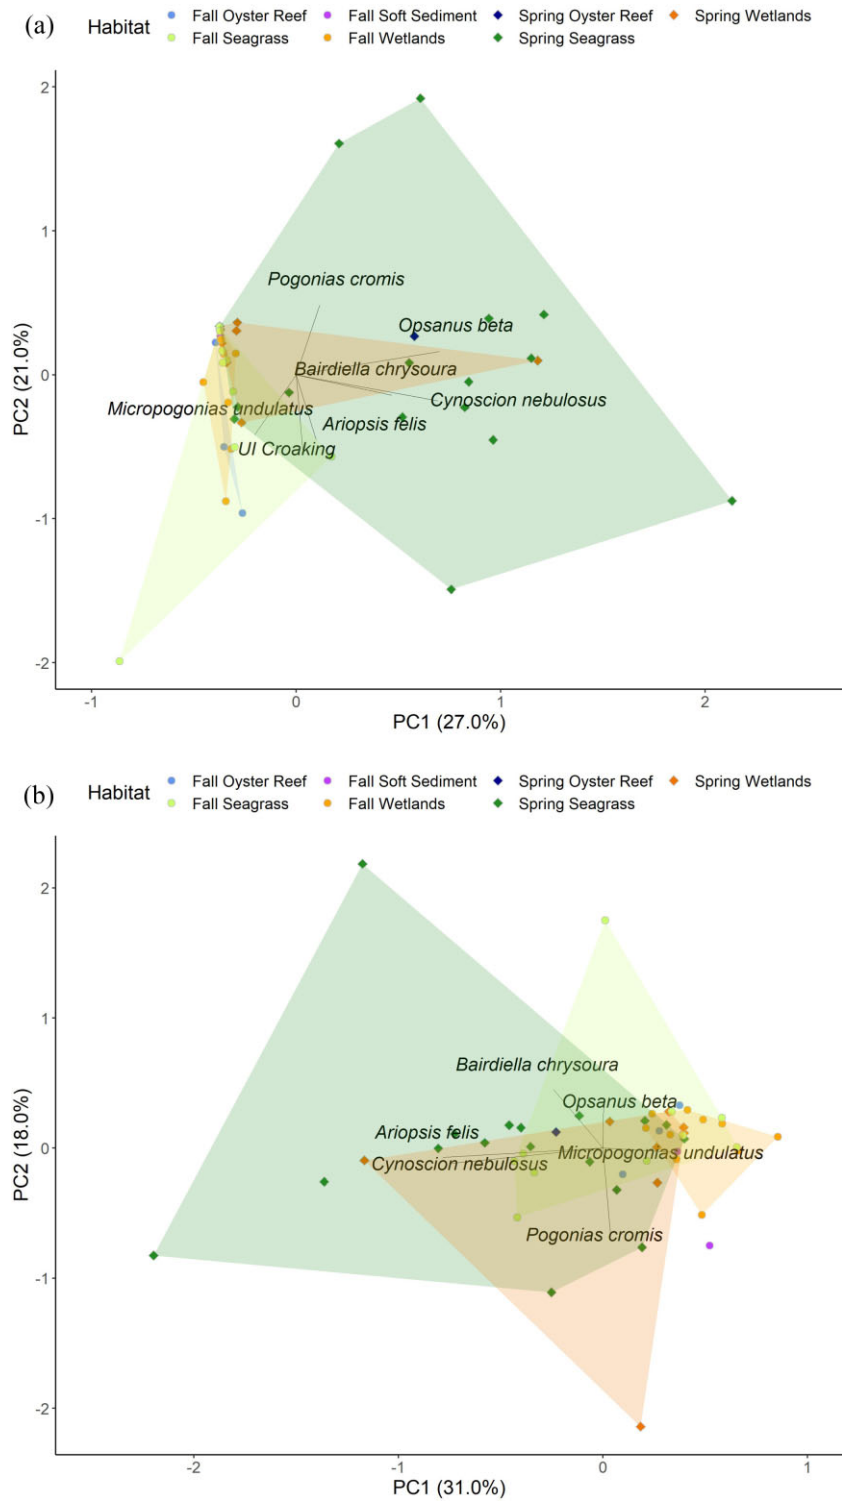 (a)
Habitat
Fall Oyster Reef
Fall Soft Sediment
Spring Oyster Reef
Spring Wetlands
Fall Seagrass
Fall Wetlands
Spring Seagrass
2
1
0
-1
-2
PC2 (21.0%)
Pogonias cromis
Opsanus beta
Bairdiella chrysoura
Cynoscion nebulosus
Micropogonias undulatus
Ariopsis felis
UI Croaking
-1
0
1
2
PC1 (27.0%)
(b)
Habitat
Fall Oyster Reef
Fall Soft Sediment
Spring Oyster Reef
Spring Wetlands
Fall Seagrass
Fall Wetlands
Spring Seagrass
2
1
0
-1
-2
PC2 (18.0%)
Bairdiella chrysoura
Opsanus beta
Ariopsis felis
Micropogonias undulatus
Cynoscion nebulosus
Pogonias cromis
-2
-1
0
1
PC1 (31.0%)